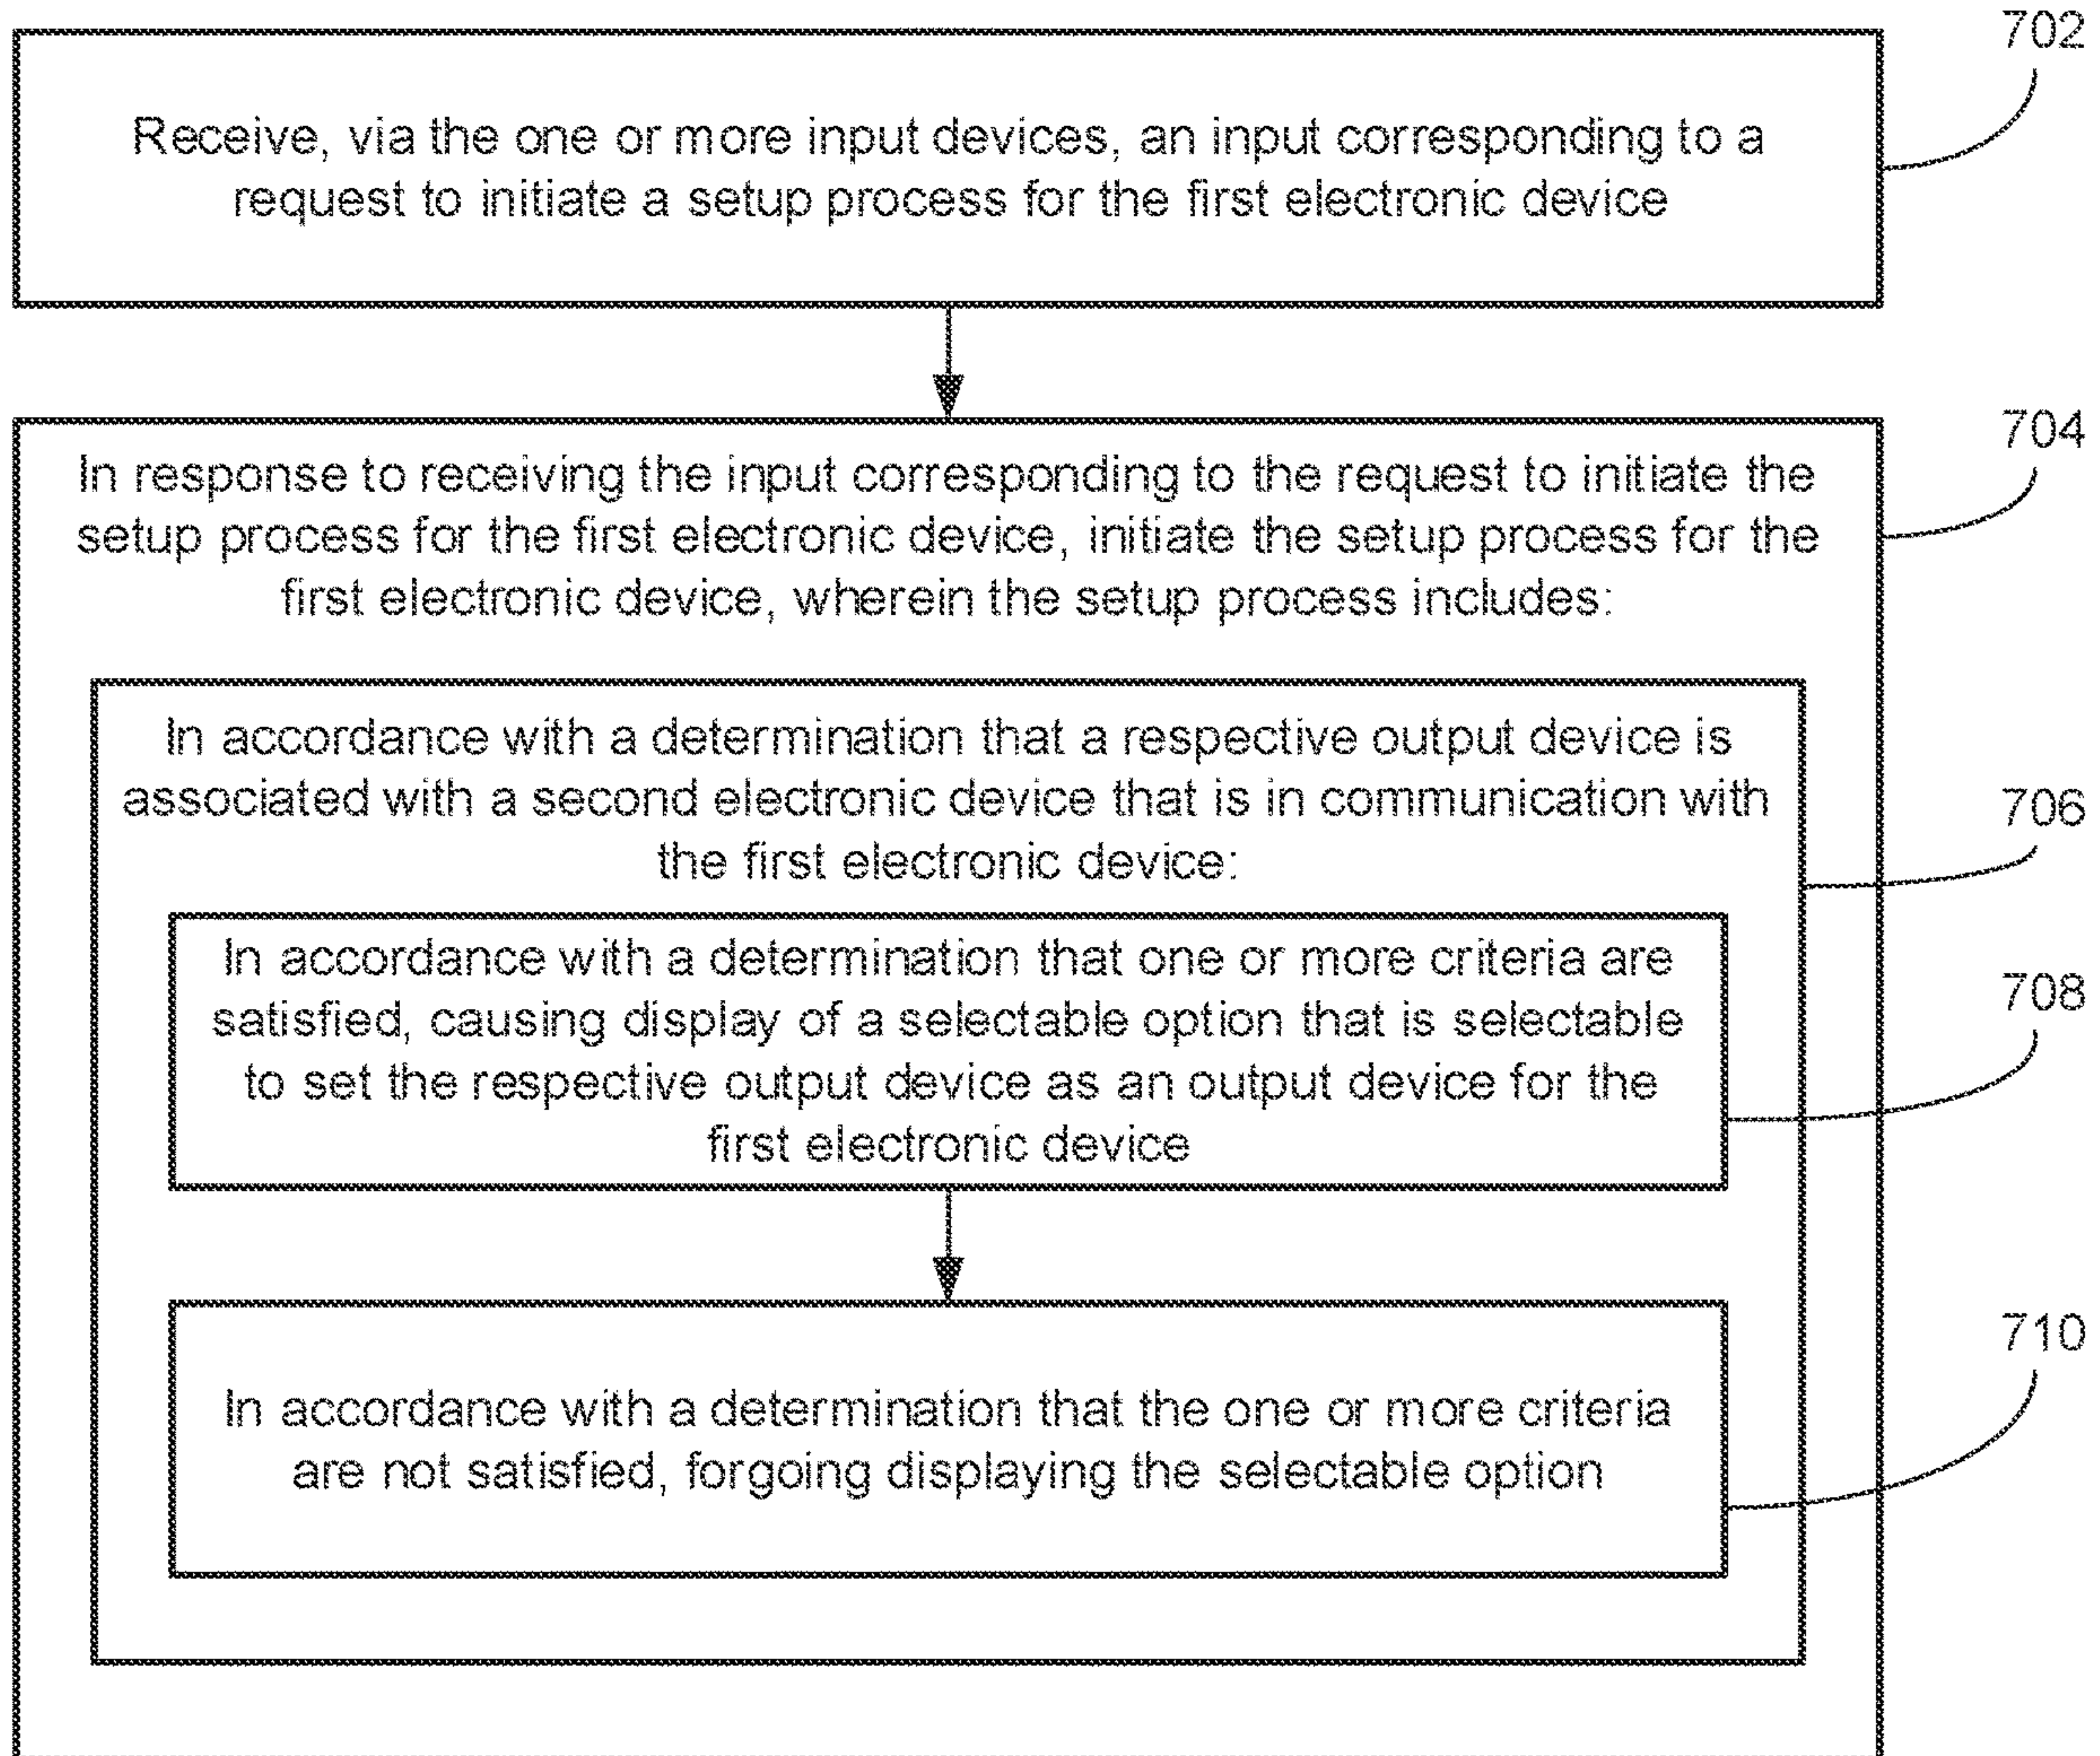 702
Receive, via the one or more input devices, an input corresponding to a
request to initiate a setup process for the first electronic device
704
In response to receiving the input corresponding to the request to initiate the
setup process for the first electronic device, initiate the setup process for the
first electronic device, wherein the setup process includes:
In accordance with a determination that a respective output device is
associated with a second electronic device that is in communication with
the first electronic device:
706
In accordance with a determination that one or more criteria are
satisfied, causing display of a selectable option that is selectable
to set the respective output device as an output device for the
first electronic device
708
In accordance with a determination that the one or more criteria
are not satisfied, forgoing displaying the selectable option
710